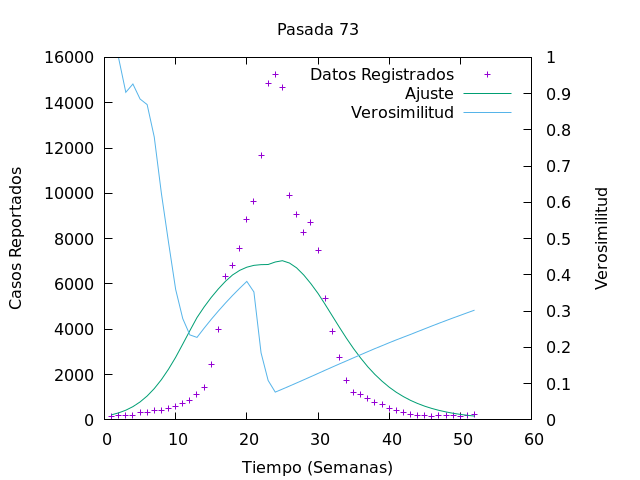 Pasada 73
16000
14000
12000
10000
8000
6000
4000
2000
0
Casos Reportados
Datos Registrados
Ajuste
Verosimilitud
1
0.9
0.8
0.7
0.6
0.5
0.4
0.3
0.2
0.1
0
Verosimilitud
0 10 20 30 40 50 60
Tiempo (Semanas)